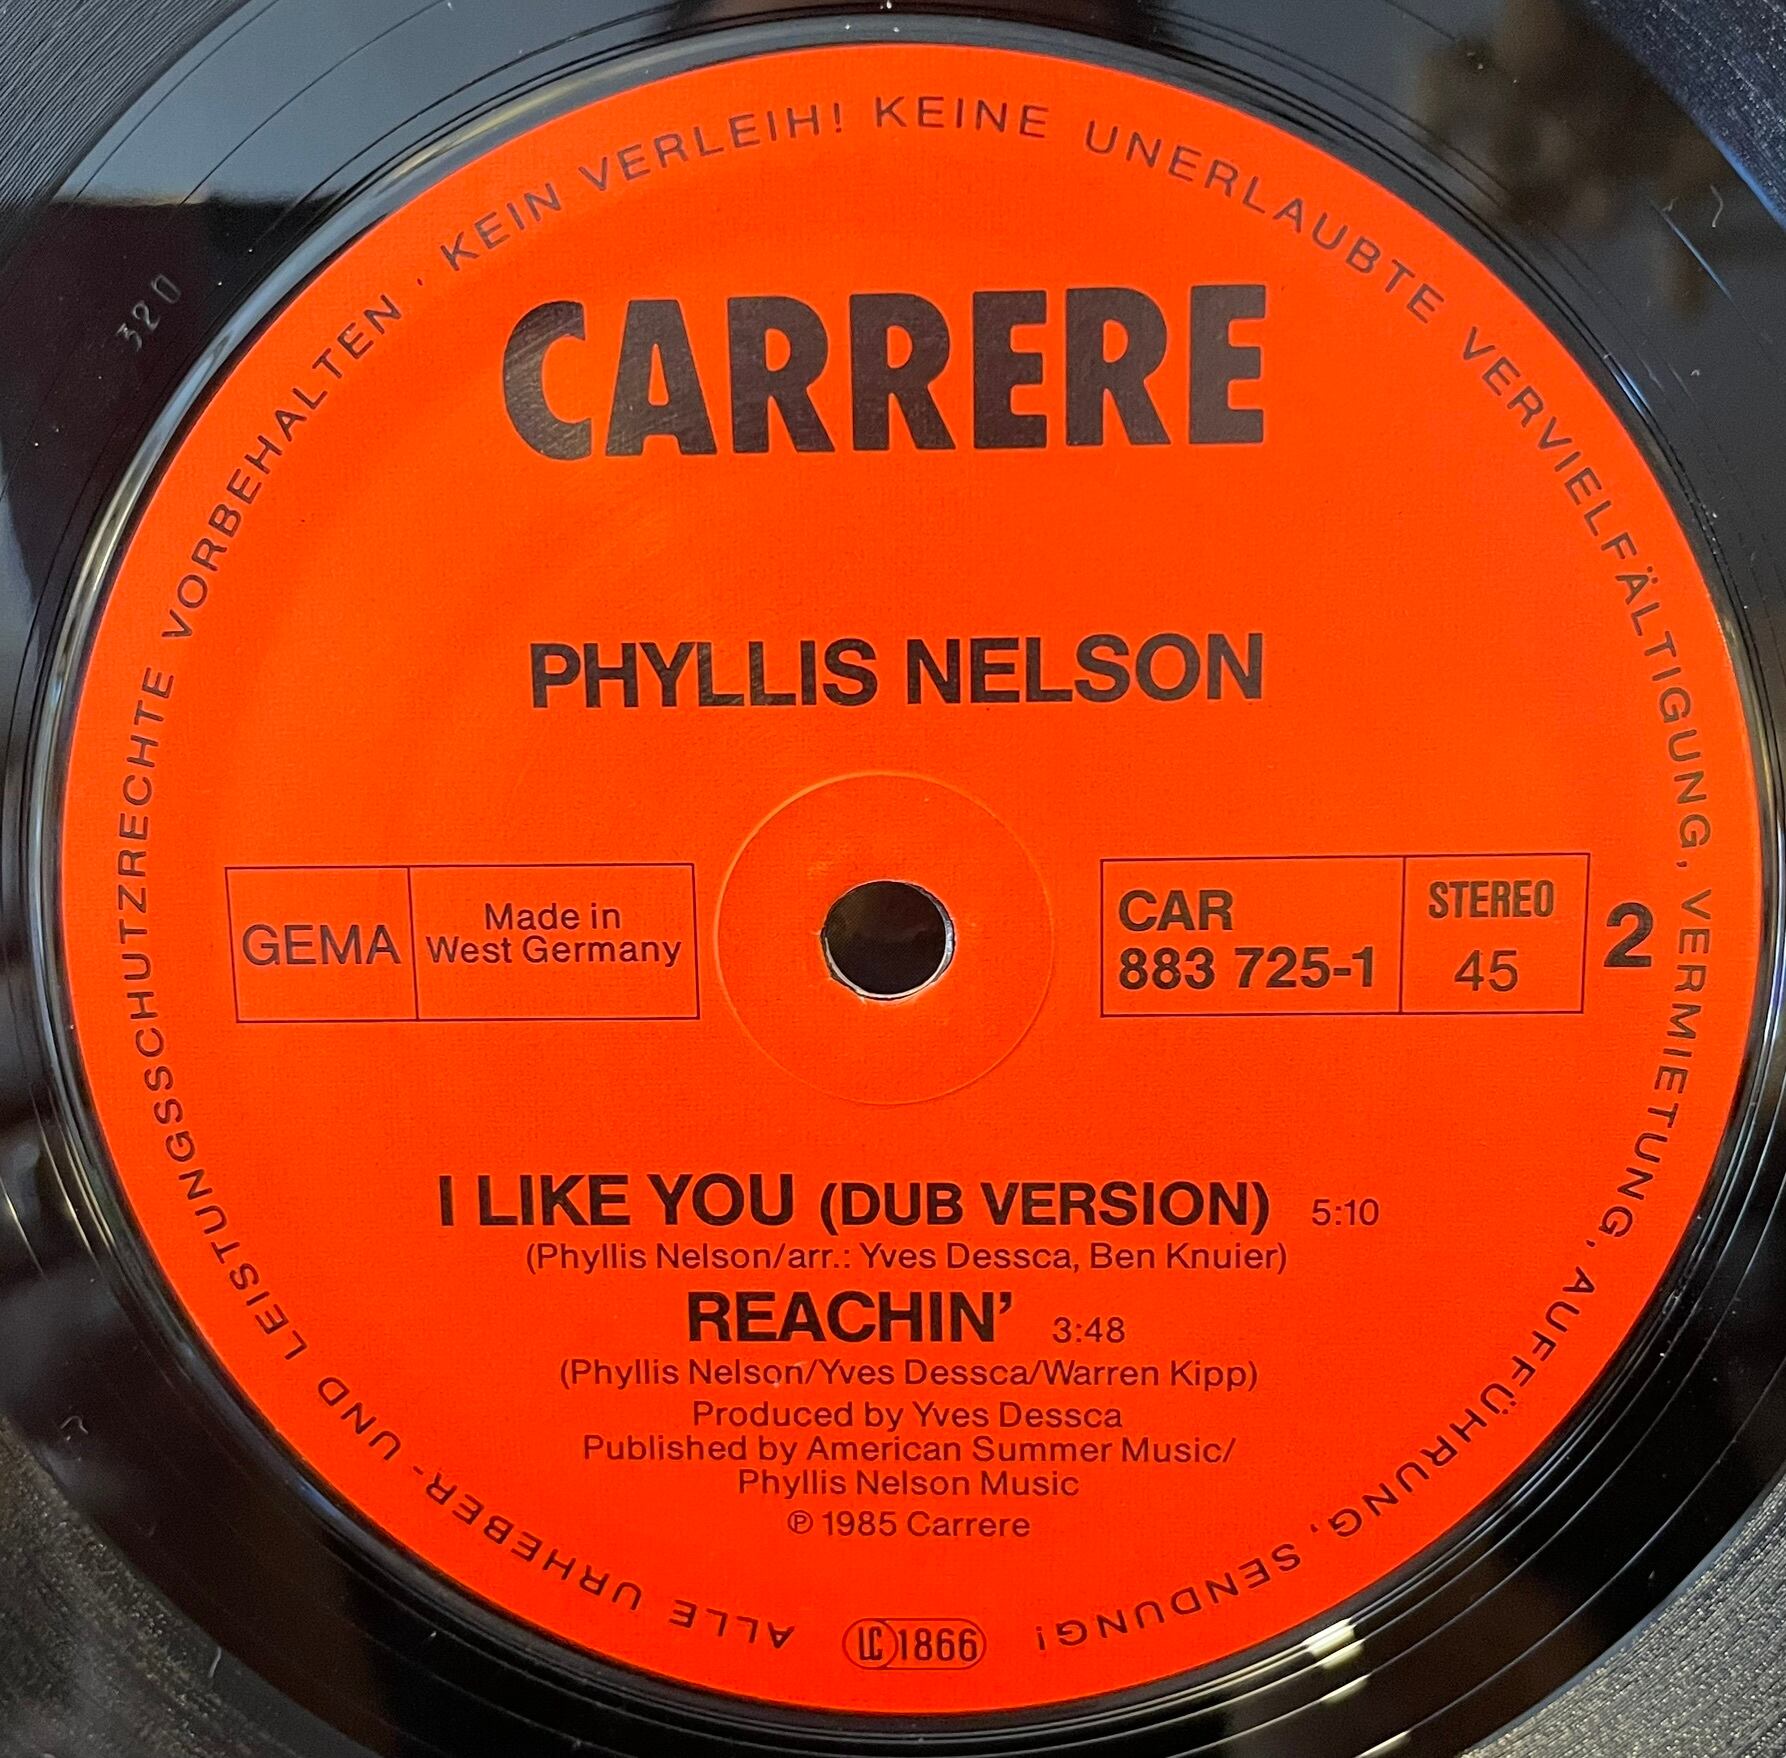 ALLE URHEBER- UND LEISTUNGSSCHUTZRECHTE VORBEHALTEN · KEIN VERLEIH! KEINE UNERLAUBTE VERVIELFÄLTIGUNG, VERMIETUNG, AUFFÜHRUNG, SENDUNG!
320
CARRERE
PHYLLIS NELSON
GEMA
Made in
West Germany
CAR
883 725-1
STEREO
45
2
I LIKE YOU (DUB VERSION) 5:10
(Phyllis Nelson/arr.: Yves Dessca, Ben Knuier)
REACHIN' 3:48
(Phyllis Nelson/Yves Dessca/Warren Kipp)
Produced by Yves Dessca
Published by American Summer Music/
Phyllis Nelson Music
℗ 1985 Carrere
LC 1866